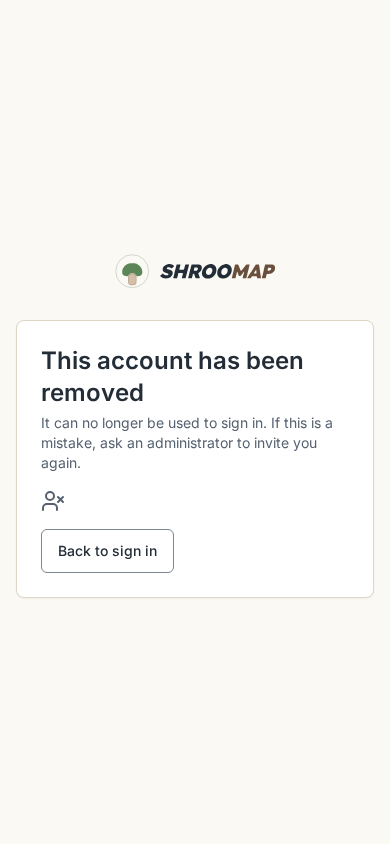 SHROOMAP
This account has been
removed
It can no longer be used to sign in. If this is a
mistake, ask an administrator to invite you
again.
Back to sign in